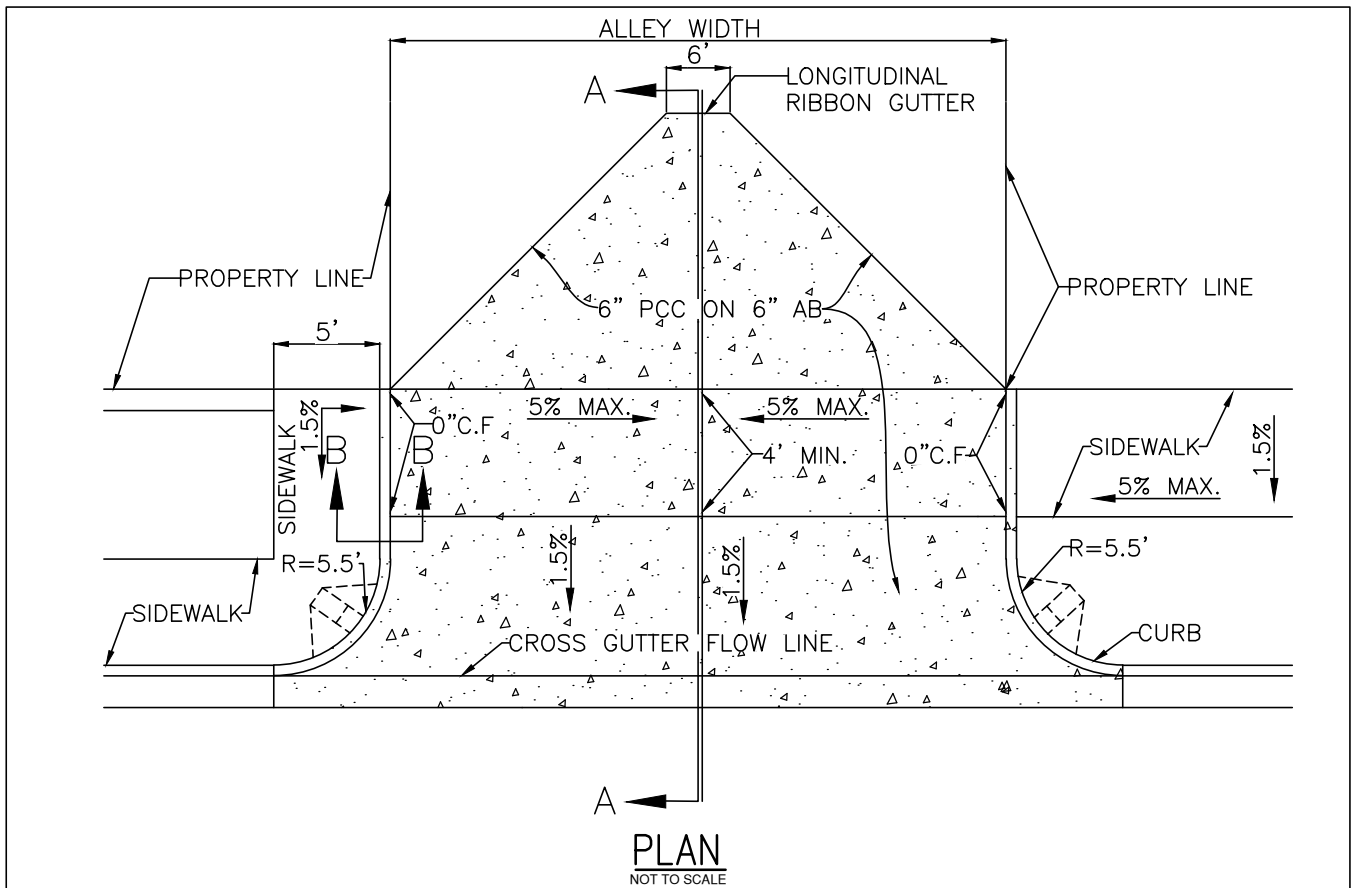 ALLEY WIDTH
6'
A
LONGITUDINAL
RIBBON GUTTER
PROPERTY LINE
PROPERTY LINE
6" PCC ON 6" AB
5'
1.5%
5% MAX.
5% MAX.
0"C.F
SIDEWALK
B
B
4' MIN.
0"C.F
SIDEWALK
1.5%
5% MAX.
R=5.5'
1.5%
1.5%
R=5.5'
SIDEWALK
CROSS GUTTER FLOW LINE
CURB
A
PLAN
NOT TO SCALE